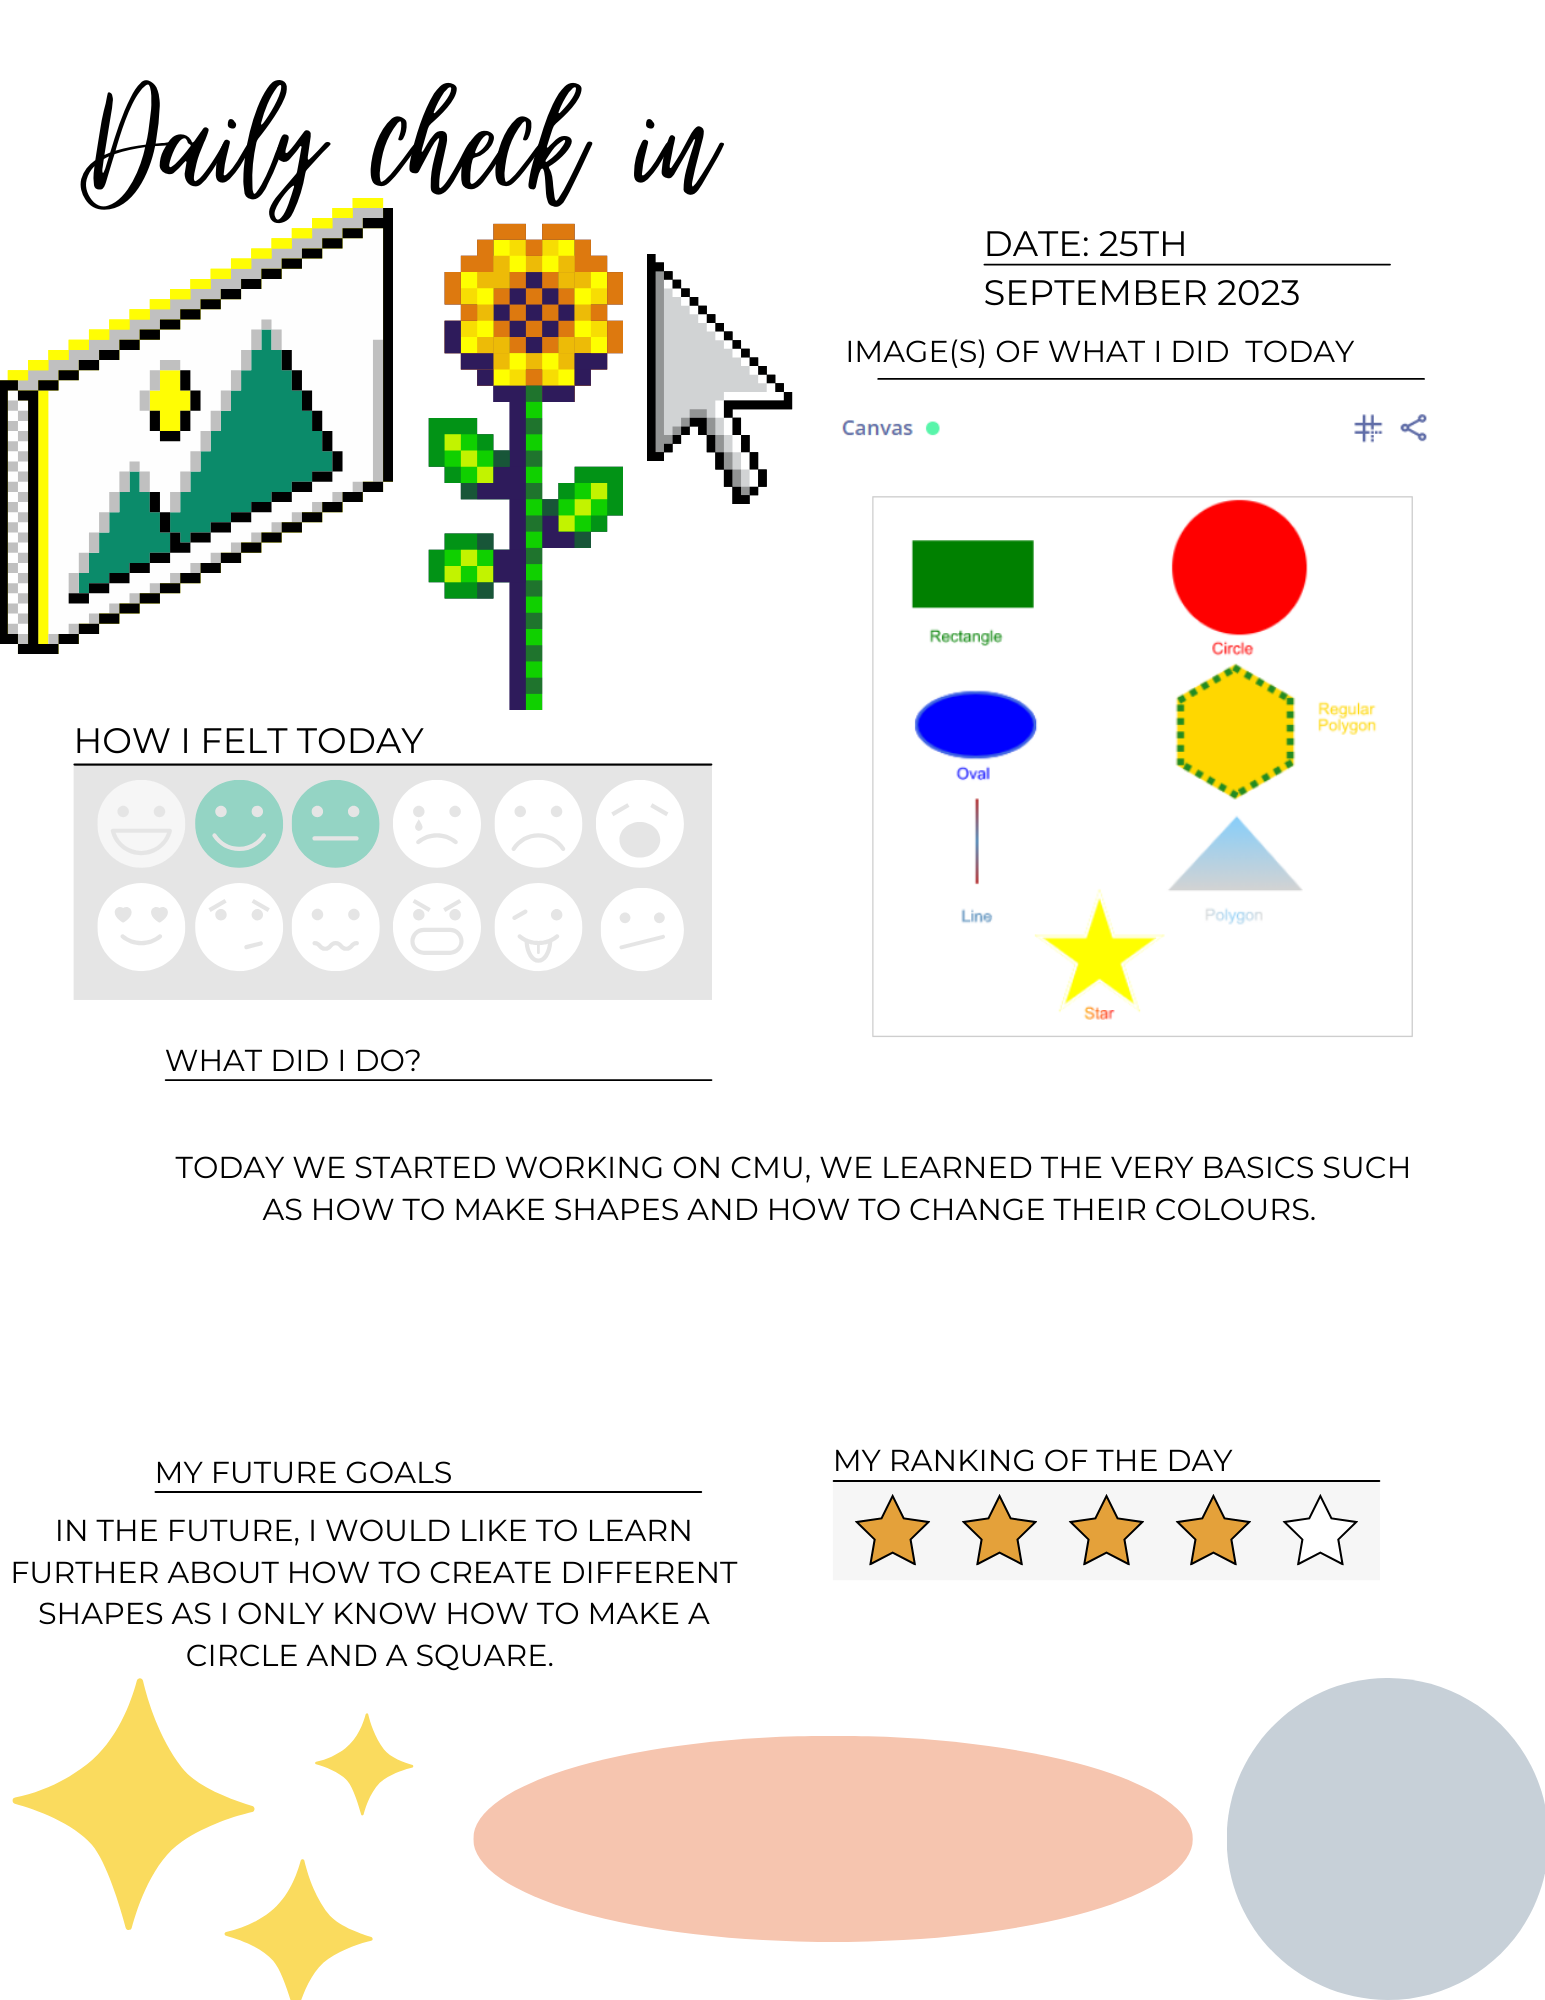 Daily check in
DATE: 25TH
SEPTEMBER 2023
IMAGE(S) OF WHAT I DID  TODAY
Canvas
Rectangle
Circle
Regular
Polygon
Oval
Line
Polygon
Star
HOW I FELT TODAY
WHAT DID I DO?
TODAY WE STARTED WORKING ON CMU, WE LEARNED THE VERY BASICS SUCH
AS HOW TO MAKE SHAPES AND HOW TO CHANGE THEIR COLOURS.
MY FUTURE GOALS
IN THE FUTURE, I WOULD LIKE TO LEARN
FURTHER ABOUT HOW TO CREATE DIFFERENT
SHAPES AS I ONLY KNOW HOW TO MAKE A
CIRCLE AND A SQUARE.
MY RANKING OF THE DAY